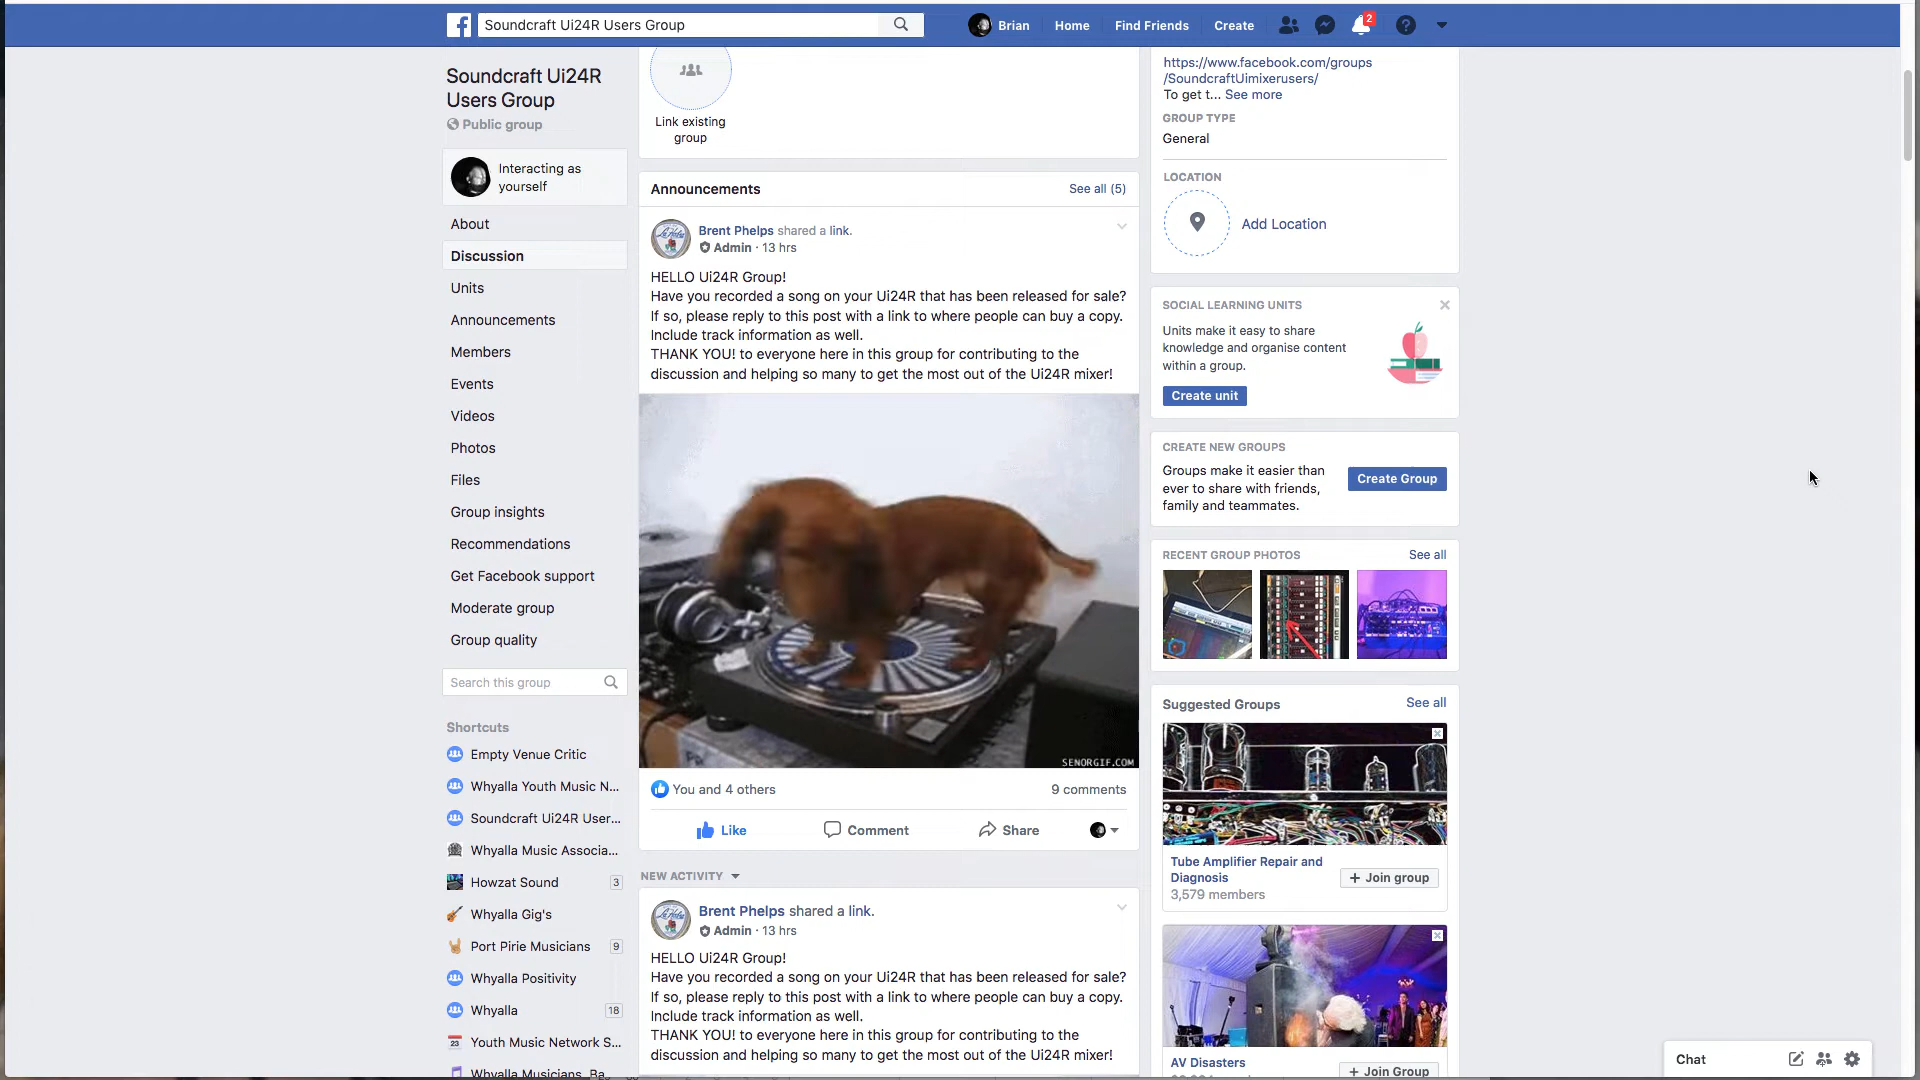 Soundcraft Ui24R Users Group
Brian
Home
Find Friends
Create
2
Soundcraft Ui24R
Users Group
Public group
Interacting as
yourself
About
Discussion
Units
Announcements
Members
Events
Videos
Photos
Files
Group insights
Recommendations
Get Facebook support
Moderate group
Group quality
Search this group
Shortcuts
Empty Venue Critic
Whyalla Youth Music N...
Soundcraft Ui24R User...
Whyalla Music Associa...
Howzat Sound
3
Whyalla Gig's
Port Pirie Musicians
9
Whyalla Positivity
Whyalla
18
23
Youth Music Network S...
Whyalla Musicians, Ba...
Link existing
group
Announcements
See all (5)
Brent Phelps shared a link.
Admin · 13 hrs
HELLO Ui24R Group!
Have you recorded a song on your Ui24R that has been released for sale?
If so, please reply to this post with a link to where people can buy a copy.
Include track information as well.
THANK YOU! to everyone here in this group for contributing to the
discussion and helping so many to get the most out of the Ui24R mixer!
SENORGIF.COM
You and 4 others
9 comments
Like
Comment
Share
NEW ACTIVITY
Brent Phelps shared a link.
Admin · 13 hrs
HELLO Ui24R Group!
Have you recorded a song on your Ui24R that has been released for sale?
If so, please reply to this post with a link to where people can buy a copy.
Include track information as well.
THANK YOU! to everyone here in this group for contributing to the
discussion and helping so many to get the most out of the Ui24R mixer!
https://www.facebook.com/groups
/SoundcraftUimixerusers/
To get t... See more
GROUP TYPE
General
LOCATION
Add Location
SOCIAL LEARNING UNITS
Units make it easy to share
knowledge and organise content
within a group.
Create unit
CREATE NEW GROUPS
Groups make it easier than
ever to share with friends,
family and teammates.
Create Group
RECENT GROUP PHOTOS
See all
Suggested Groups
See all
Tube Amplifier Repair and
Diagnosis
3,579 members
+ Join group
AV Disasters
+ Join Group
Chat